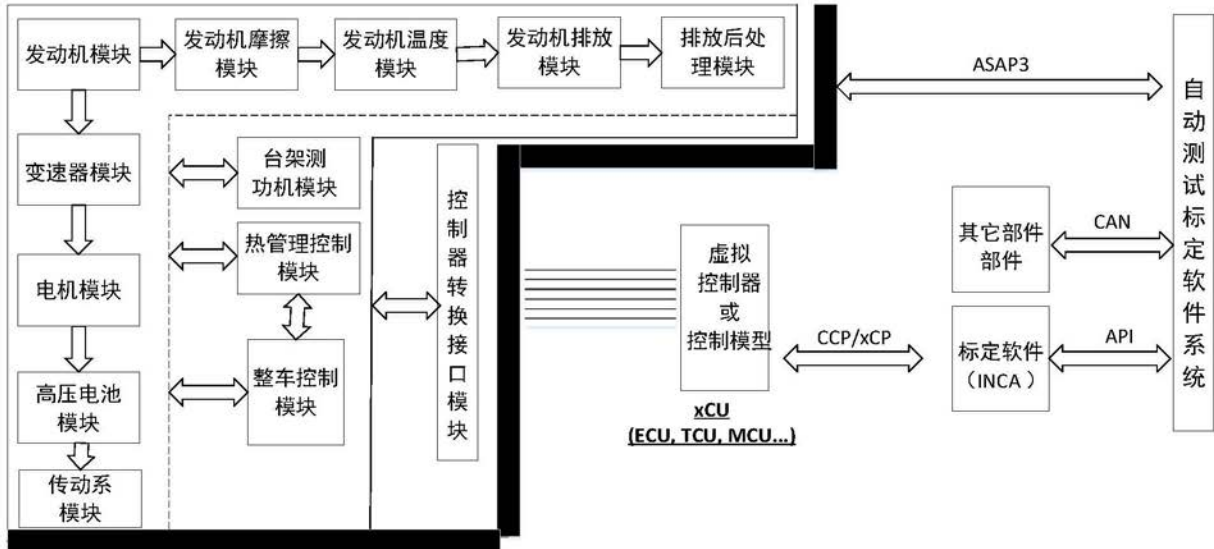 发动机模块
发动机摩擦
模块
发动机温度
模块
发动机排放
模块
排放后处
理模块
ASAP3
自动测试标定软件系统
变速器模块
台架测
功机模块
控制器转换接口模块
热管理控制
模块
虚拟
控制器
或
控制模型
其它部件
部件
CAN
电机模块
CCP/xCP
标定软件
(INCA )
API
整车控制
模块
高压电池
模块
xCU
(ECU, TCU, MCU...)
传动系
模块